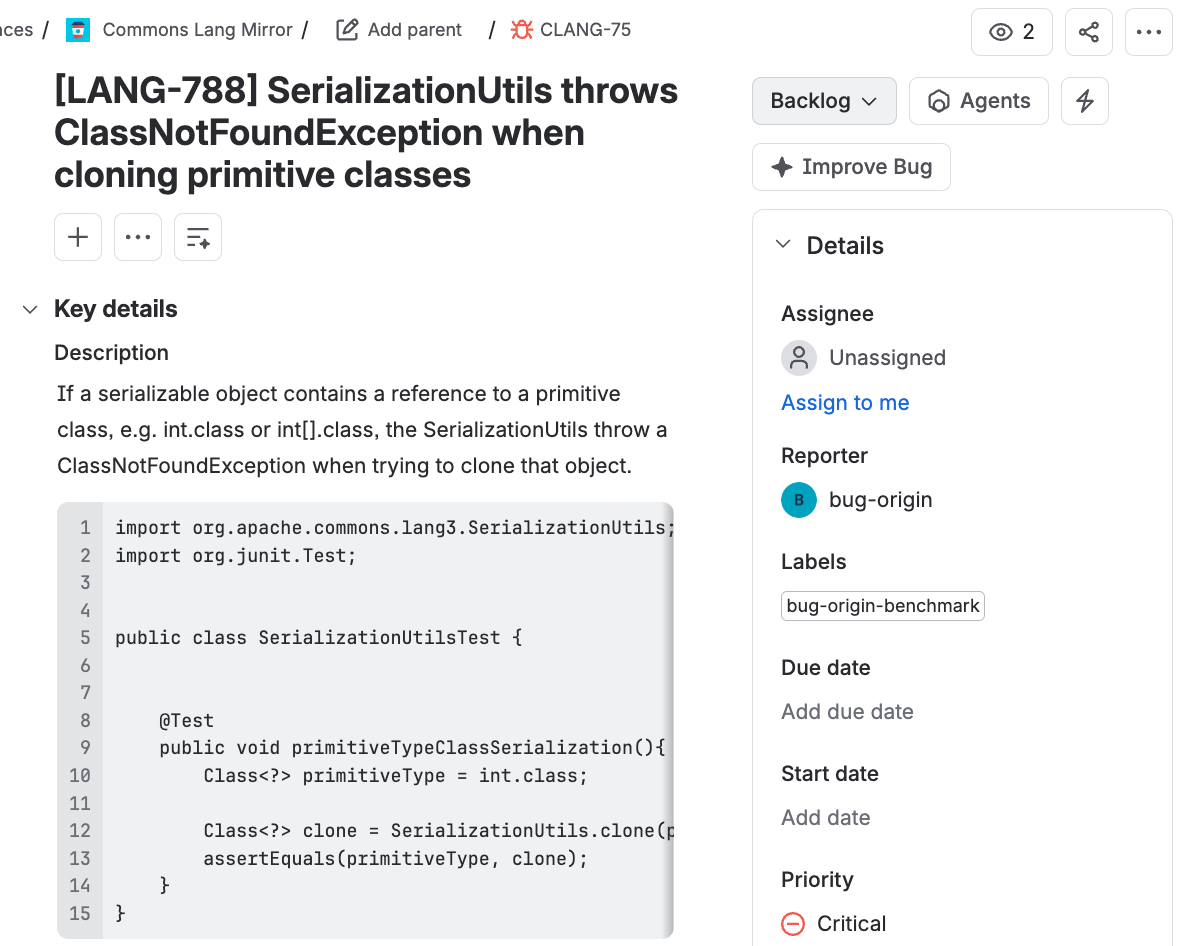 ces / Commons Lang Mirror / Add parent / CLANG-75
2
[LANG-788] SerializationUtils throws
ClassNotFoundException when
cloning primitive classes
Key details
Description
If a serializable object contains a reference to a primitive
class, e.g. int.class or int[].class, the SerializationUtils throw a
ClassNotFoundException when trying to clone that object.
1 import org.apache.commons.lang3.SerializationUtils;
2 import org.junit.Test;
3
4
5 public class SerializationUtilsTest {
6
7
8     @Test
9     public void primitiveTypeClassSerialization(){
10         Class<?> primitiveType = int.class;
11
12         Class<?> clone = SerializationUtils.clone(p
13         assertEquals(primitiveType, clone);
14     }
15 }
Backlog
Agents
Improve Bug
Details
Assignee
Unassigned
Assign to me
Reporter
B bug-origin
Labels
bug-origin-benchmark
Due date
Add due date
Start date
Add date
Priority
Critical